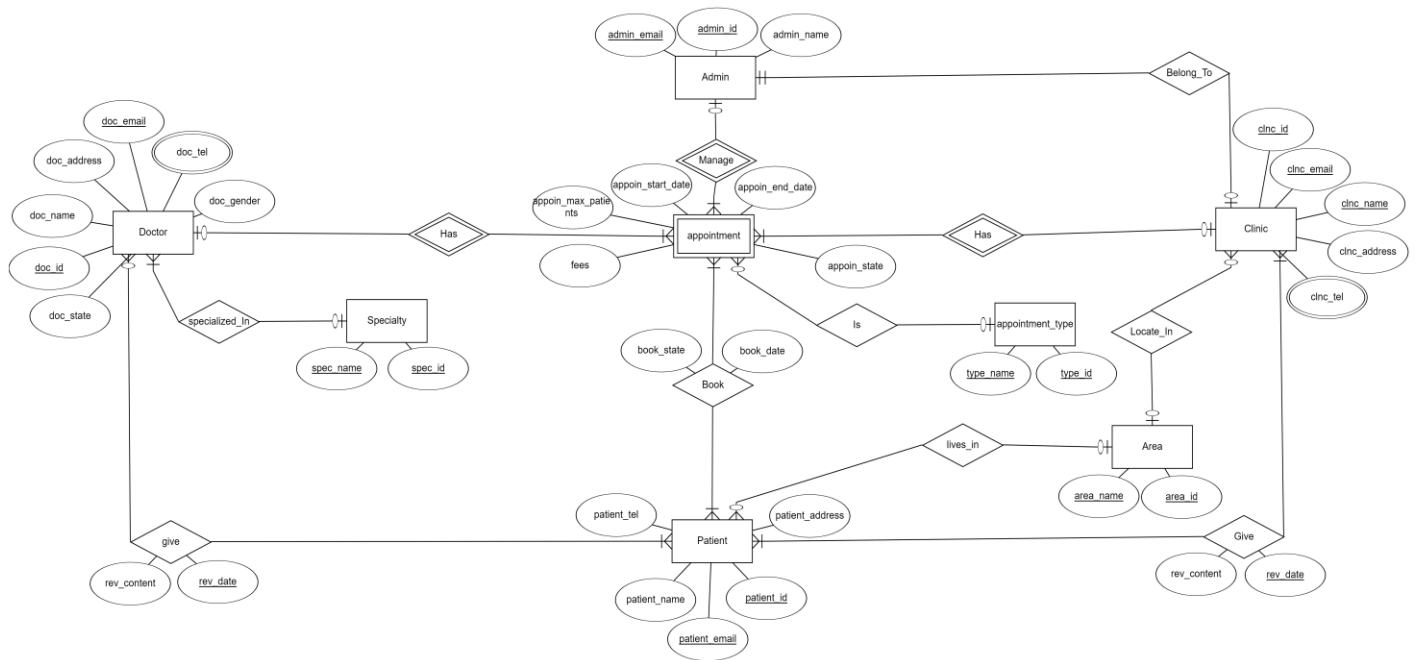 admin_email
admin_id
admin_name
Admin
Belong_To
doc_email
doc_tel
doc_address
doc_gender
doc_name
Doctor
doc_id
doc_state
Manage
appoin_start_date
appoin_end_date
appoin_max_patie
nts
appointment
fees
appoin_state
Has
Has
clnc_id
clnc_email
clnc_name
Clinic
clnc_address
clnc_tel
specialized_In
Specialty
spec_name
spec_id
Is
appointment_type
type_name
type_id
Locate_In
book_state
book_date
Book
lives_in
Area
area_name
area_id
patient_tel
patient_address
Patient
patient_name
patient_id
patient_email
give
rev_content
rev_date
Give
rev_content
rev_date